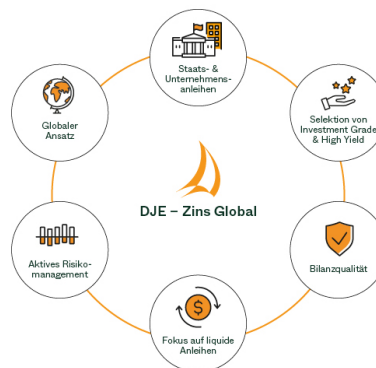 Staats- &
Unternehmens-
anleihen
Selektion von
Investment Grade
& High Yield
Bilanzqualität
$
Fokus auf liquide
Anleihen
Aktives Risiko-
management
Globaler
Ansatz
DJE – Zins Global